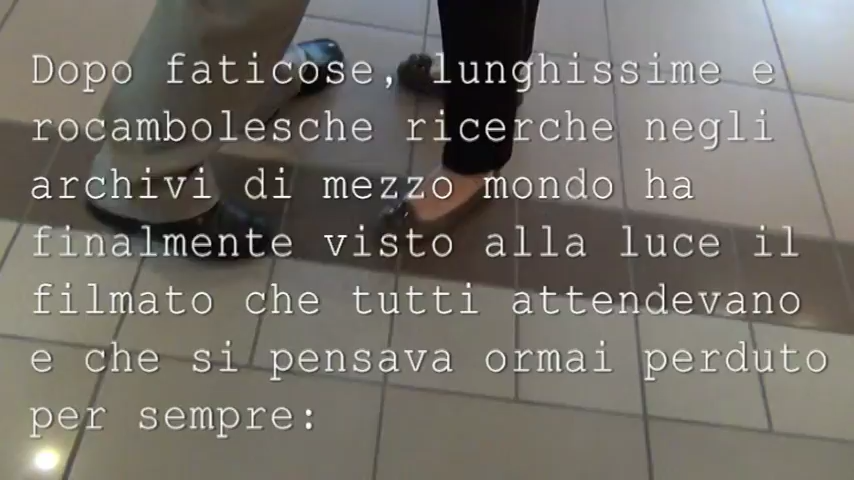 Dopo faticose, lunghissime e
rocambolesche ricerche negli
archivi di mezzo mondo ha
finalmente visto alla luce il
filmato che tutti attendevano
e che si pensava ormai perduto
per sempre: